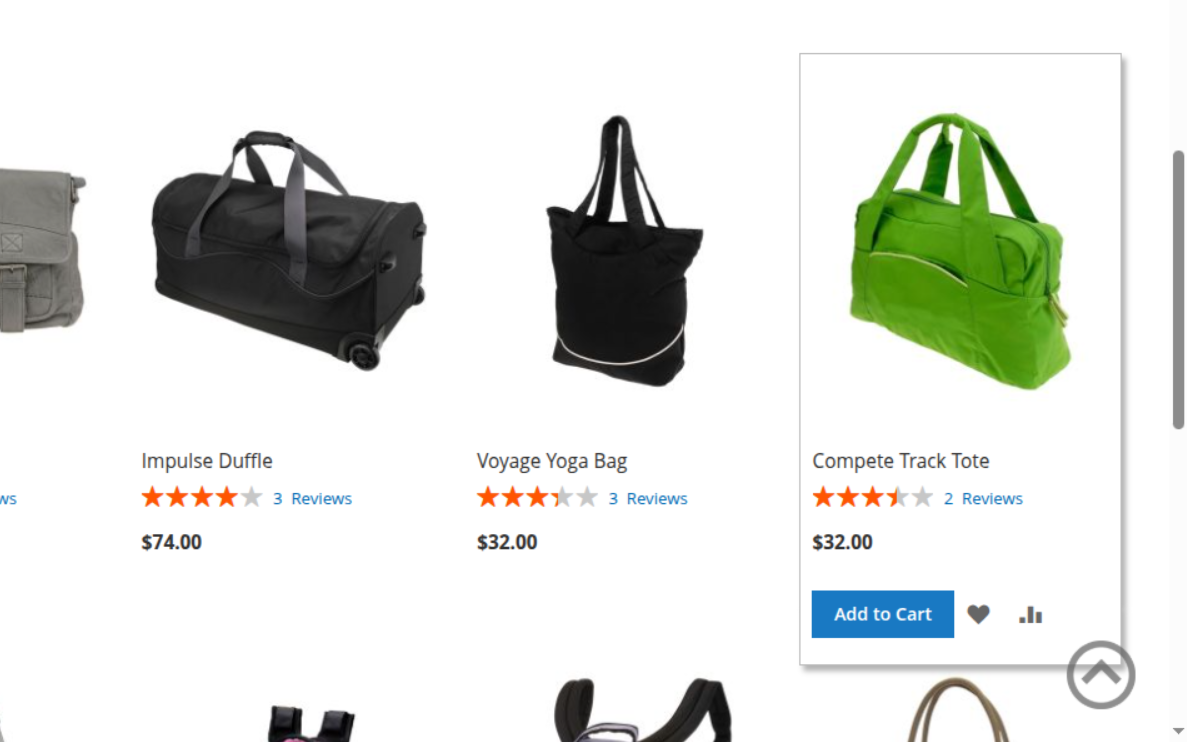 Impulse Duffle
3 Reviews
$74.00
Voyage Yoga Bag
3 Reviews
$32.00
Compete Track Tote
2 Reviews
$32.00
Add to Cart